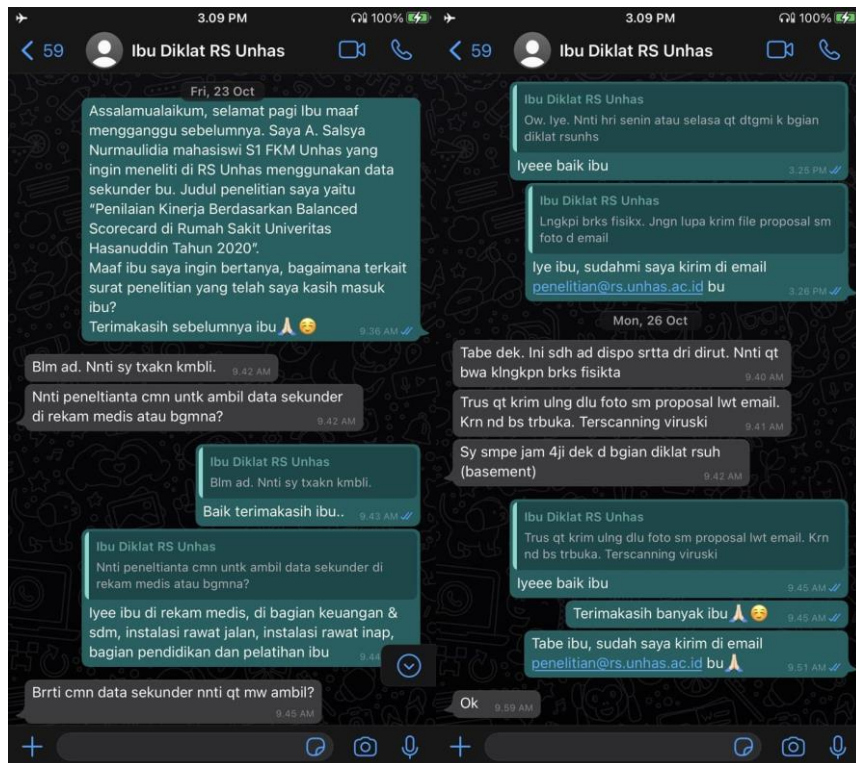 3.09 PM
100%
59
Ibu Diklat RS Unhas
Fri, 23 Oct
Assalamualaikum, selamat pagi Ibu maaf
mengganggu sebelumnya. Saya A. Salsya
Nurmaulidia mahasiswi S1 FKM Unhas yang
ingin meneliti di RS Unhas menggunakan data
sekunder bu. Judul penelitian saya yaitu
“Penilaian Kinerja Berdasarkan Balanced
Scorecard di Rumah Sakit Univeritas
Hasanuddin Tahun 2020”.
Maaf ibu saya ingin bertanya, bagaimana terkait
surat penelitian yang telah saya kasih masuk
ibu?
Terimakasih sebelumnya ibu🙏🏻☺️
9.36 AM
Blm ad. Nnti sy txakn kmbli.
9.42 AM
Nnti peneltianta cmn untk ambil data sekunder
di rekam medis atau bgmna?
9.42 AM
Ibu Diklat RS Unhas
Blm ad. Nnti sy txakn kmbli.
Baik terimakasih ibu..
9.43 AM
Ibu Diklat RS Unhas
Nnti peneltianta cmn untk ambil data sekunder di
rekam medis atau bgmna?
Iyee ibu di rekam medis, di bagian keuangan &
sdm, instalasi rawat jalan, instalasi rawat inap,
bagian pendidikan dan pelatihan ibu
9.44
Brrti cmn data sekunder nnti qt mw ambil?
9.45 AM
3.09 PM
100%
59
Ibu Diklat RS Unhas
Ibu Diklat RS Unhas
Ow. Iye. Nnti hri senin atau selasa qt dtgmi k bgian
diklat rsunhs
Iyeee baik ibu
3.25 PM
Ibu Diklat RS Unhas
Lngkpi brks fisikx. Jngn lupa krim file proposal sm
foto d email
Iye ibu, sudahmi saya kirim di email
penelitian@rs.unhas.ac.id bu
3.26 PM
Mon, 26 Oct
Tabe dek. Ini sdh ad dispo srtta dri dirut. Nnti qt
bwa klngkpn brks fisikta
9.40 AM
Trus qt krim ulng dlu foto sm proposal lwt email.
Krn nd bs trbuka. Terscanning viruski
9.41 AM
Sy smpe jam 4ji dek d bgian diklat rsuh
(basement)
9.42 AM
Ibu Diklat RS Unhas
Trus qt krim ulng dlu foto sm proposal lwt email. Krn
nd bs trbuka. Terscanning viruski
Iyeee baik ibu
9.45 AM
Terimakasih banyak ibu🙏🏻☺️
9.45 AM
Tabe ibu, sudah saya kirim di email
penelitian@rs.unhas.ac.id bu🙏🏻
9.51 AM
Ok
9.59 AM